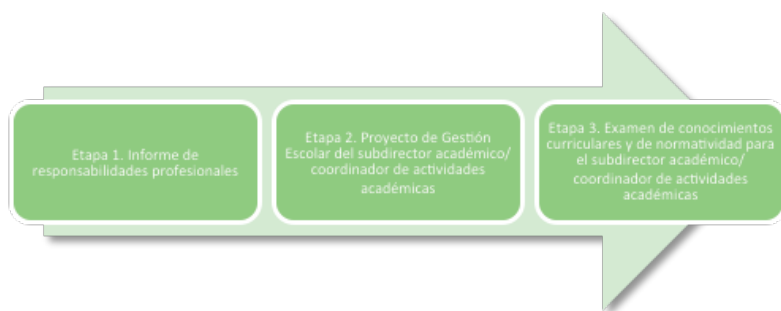 Etapa 1. Informe de
responsabilidades profesionales
Etapa 2. Proyecto de Gestión
Escolar del subdirector académico/
coordinador de actividades
académicas
Etapa 3. Examen de conocimientos
curriculares y de normatividad para
el subdirector académico/
coordinador de actividades
académicas